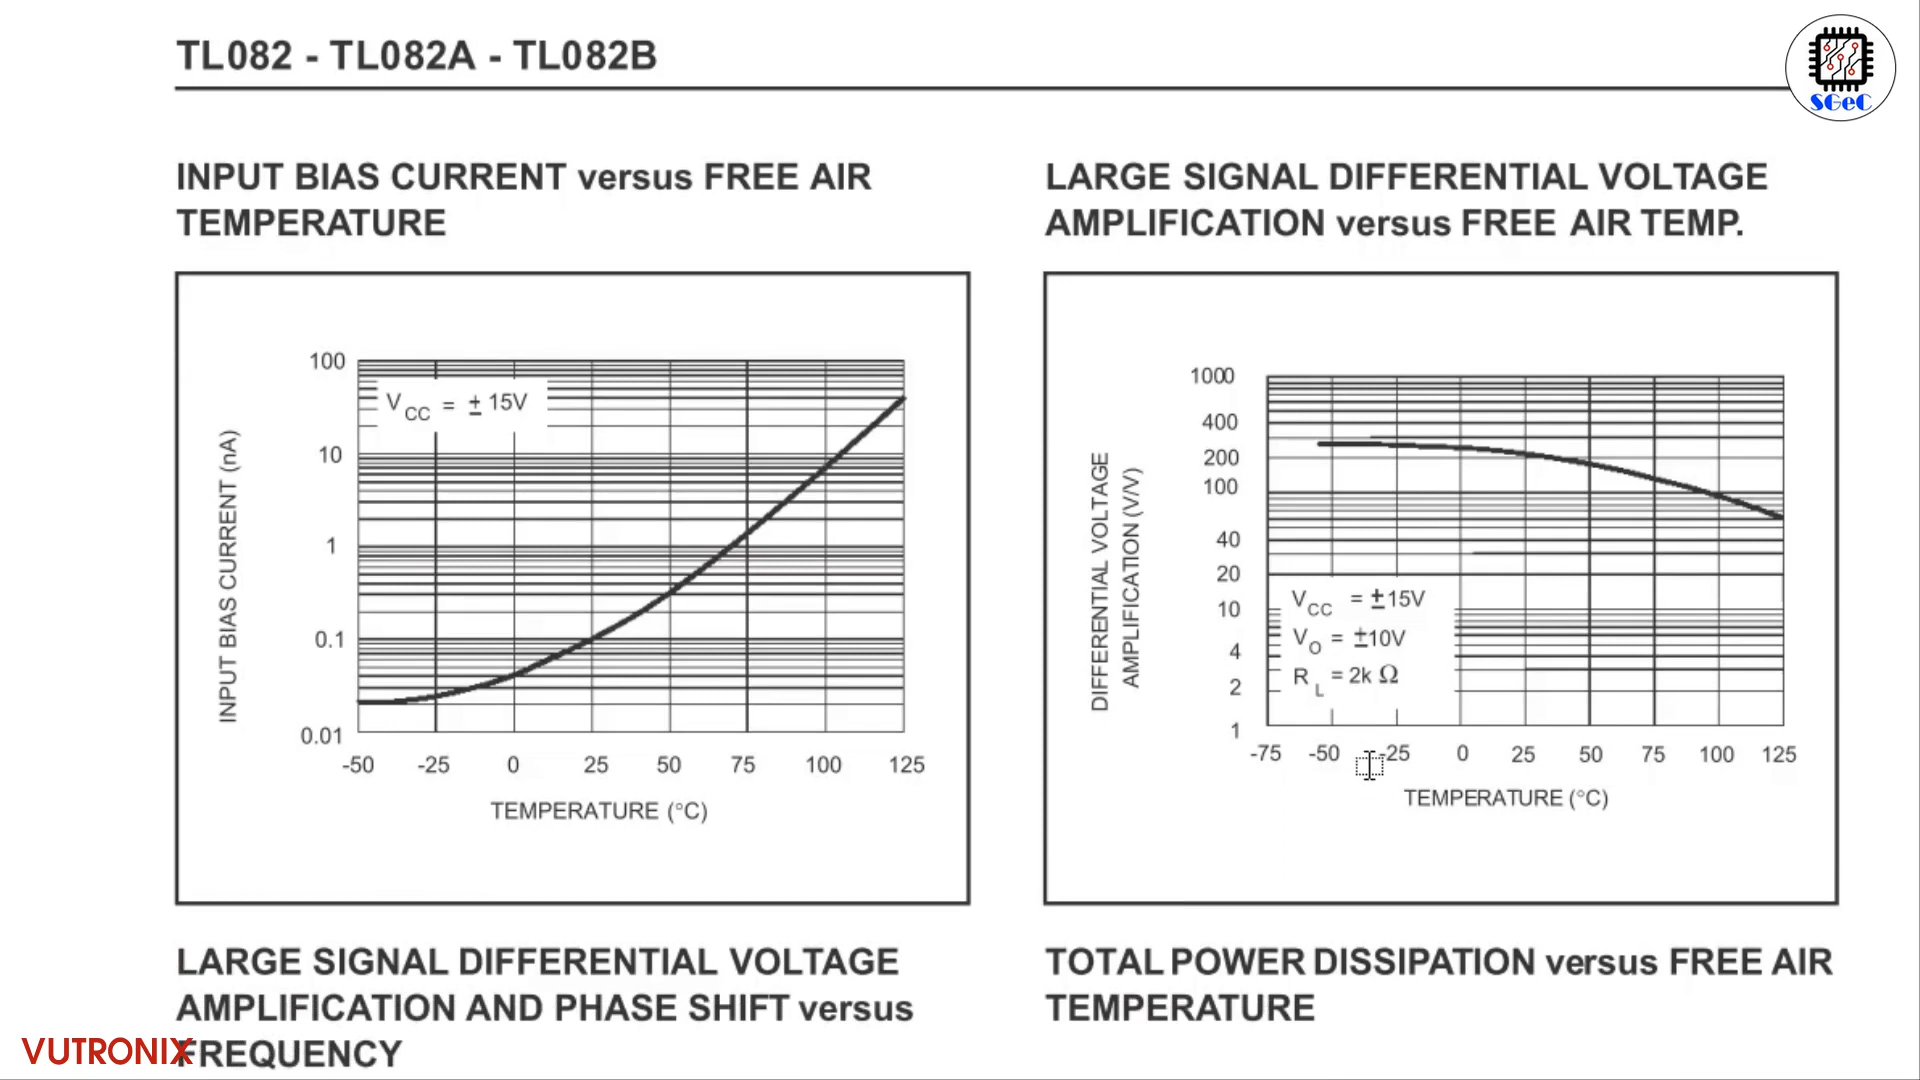 TL082 - TL082A - TL082B
SGeC
INPUT BIAS CURRENT versus FREE AIR
TEMPERATURE
100
10
1
0.1
0.01
INPUT BIAS CURRENT (nA)
VCC = ± 15V
-50 -25 0 25 50 75 100 125
TEMPERATURE (°C)
LARGE SIGNAL DIFFERENTIAL VOLTAGE
AMPLIFICATION versus FREE AIR TEMP.
1000
400
200
100
40
20
10
4
2
1
DIFFERENTIAL VOLTAGE
AMPLIFICATION (V/V)
VCC = ±15V
VO = ±10V
RL = 2k Ω
-75 -50 -25 0 25 50 75 100 125
TEMPERATURE (°C)
LARGE SIGNAL DIFFERENTIAL VOLTAGE
AMPLIFICATION AND PHASE SHIFT versus
FREQUENCY
TOTAL POWER DISSIPATION versus FREE AIR
TEMPERATURE
VUTRONIX